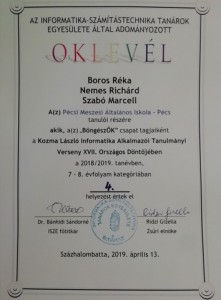 AZ INFORMATIKA-SZÁMÍTÁSTECHNIKA TANÁROK
EGYESÜLETE ÁLTAL ADOMÁNYOZOTT
OKLEVÉL
Boros Réka
Nemes Richárd
Szabó Marcell
A(z) Pécsi Meszesi Általános Iskola - Pécs
tanulói részére
akik, a(z) „BöngészŐK" csapat tagjaiként
a Kozma László Informatika Alkalmazói Tanulmányi
Verseny XVII. Országos Döntőjében
a 2018/2019. tanévben,
7 - 8. évfolyam kategóriában
4.
helyezést értek el
Dr. Bánhidi Sándorné
ISZE főtitkár
Ridzi Gizella
Zsűri elnöke
Százhalombatta, 2019. április 13.